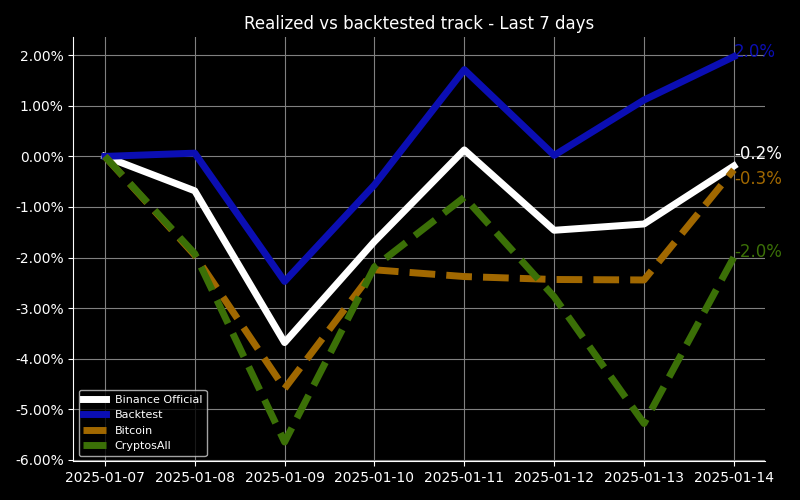 Realized vs backtested track - Last 7 days
2.00%
1.00%
0.00%
-1.00%
-2.00%
-3.00%
-4.00%
-5.00%
-6.00%
2.0%
-0.2%
-0.3%
-2.0%
Binance Official
Backtest
Bitcoin
CryptosAll
2025-01-07 2025-01-08 2025-01-09 2025-01-10 2025-01-11 2025-01-12 2025-01-13 2025-01-14